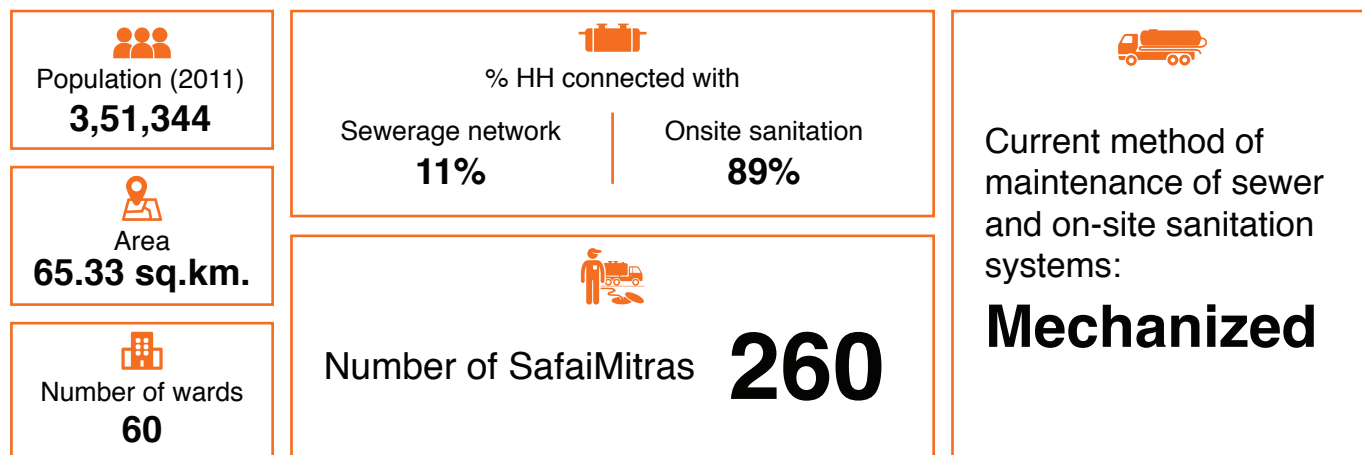 Population (2011)
3,51,344
Area
65.33 sq.km.
Number of wards
60
% HH connected with
Sewerage network
11%
Onsite sanitation
89%
Number of SafaiMitras 260
Current method of
maintenance of sewer
and on-site sanitation
systems:
Mechanized